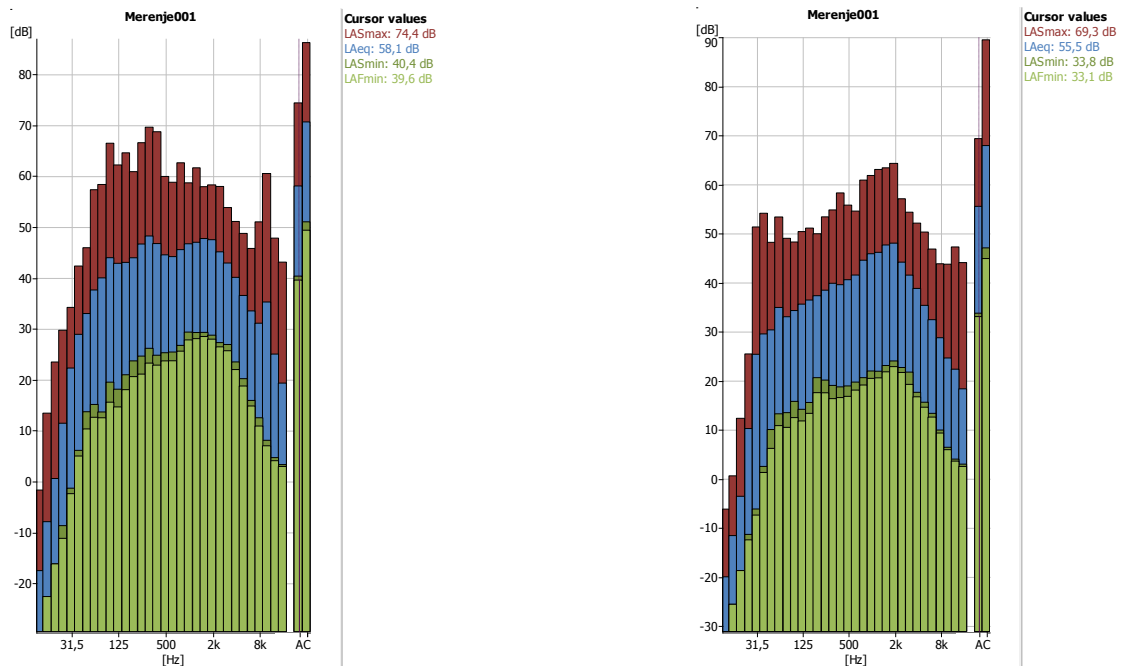 Merenje001
[dB]
Cursor values
LASmax: 74,4 dB
LAeq: 58,1 dB
LASmin: 40,4 dB
LAFmin: 39,6 dB
80
70
60
50
40
30
20
10
0
-10
-20
31,5 125 500 2k 8k AC
[Hz]
Merenje001
[dB]
Cursor values
LASmax: 69,3 dB
LAeq: 55,5 dB
LASmin: 33,8 dB
LAFmin: 33,1 dB
90
80
70
60
50
40
30
20
10
0
-10
-20
-30
31,5 125 500 2k 8k AC
[Hz]